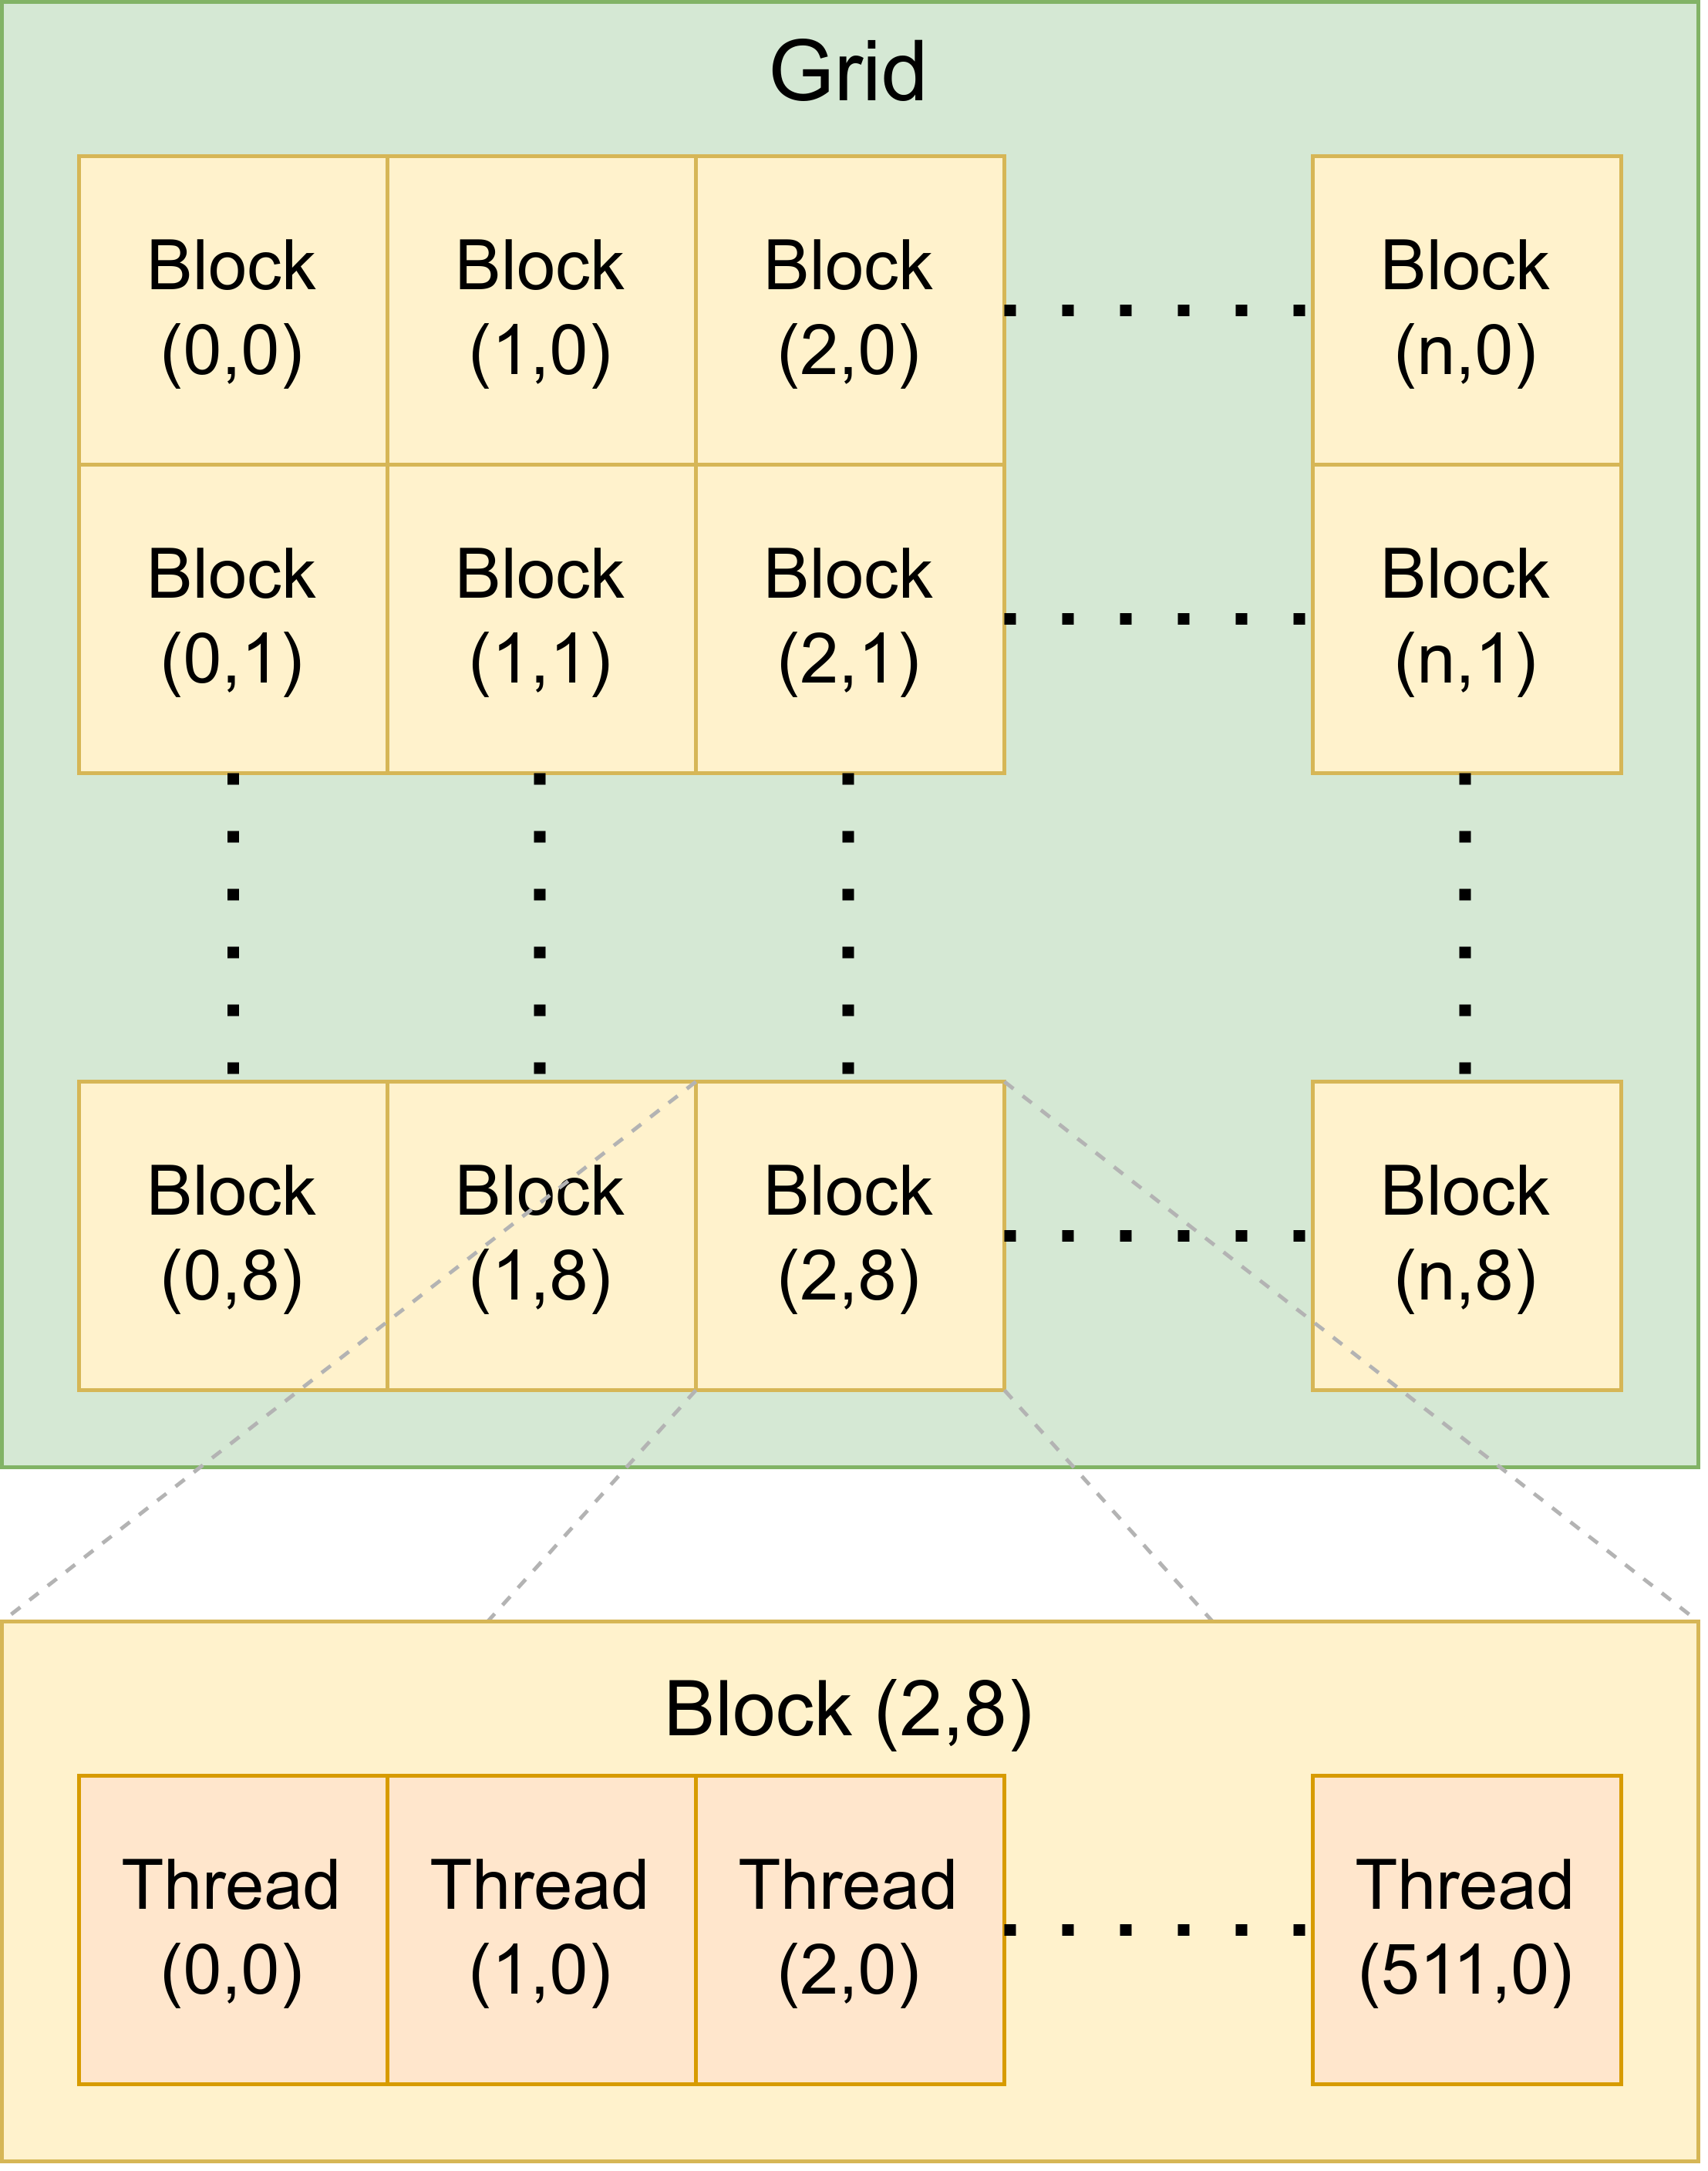 Grid
Block
(0,0)
Block
(1,0)
Block
(2,0)
Block
(n,0)
Block
(0,1)
Block
(1,1)
Block
(2,1)
Block
(n,1)
Block
(0,8)
Block
(1,8)
Block
(2,8)
Block
(n,8)
Block (2,8)
Thread
(0,0)
Thread
(1,0)
Thread
(2,0)
Thread
(511,0)